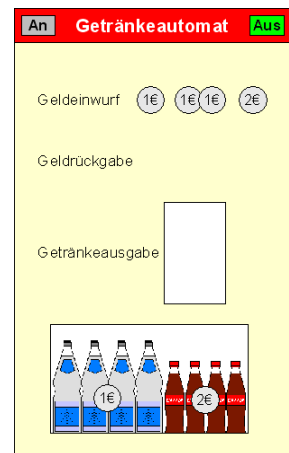 An Getränkeautomat Aus
Geldeinwurf 1€ 1€ 1€ 2€
Geldrückgabe
Getränkeausgabe
1€ 2€